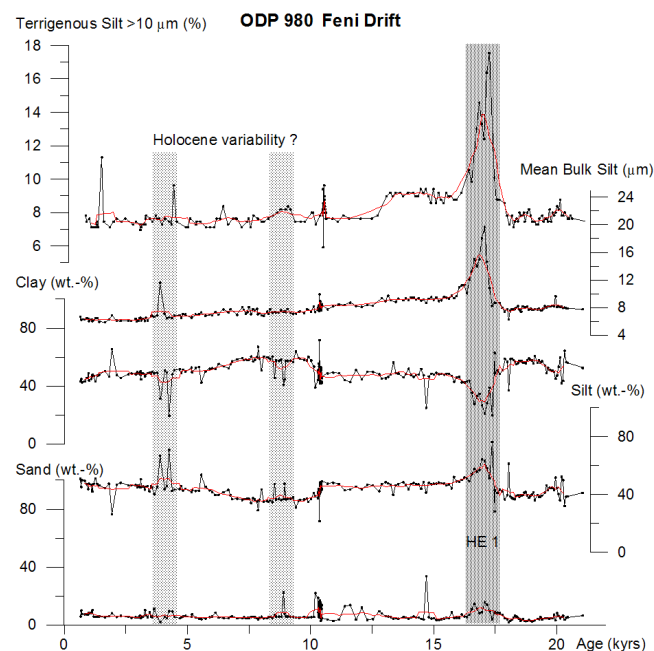 Terrigenous Silt >10 µm (%)
ODP 980 Feni Drift
18
16
14
12
10
8
6
Holocene variability ?
Mean Bulk Silt (µm)
24
20
16
12
8
4
Clay (wt.-%)
80
40
0
Silt (wt.-%)
80
40
0
Sand (wt.-%)
80
40
0
HE 1
0 5 10 15 20 Age (kyrs)